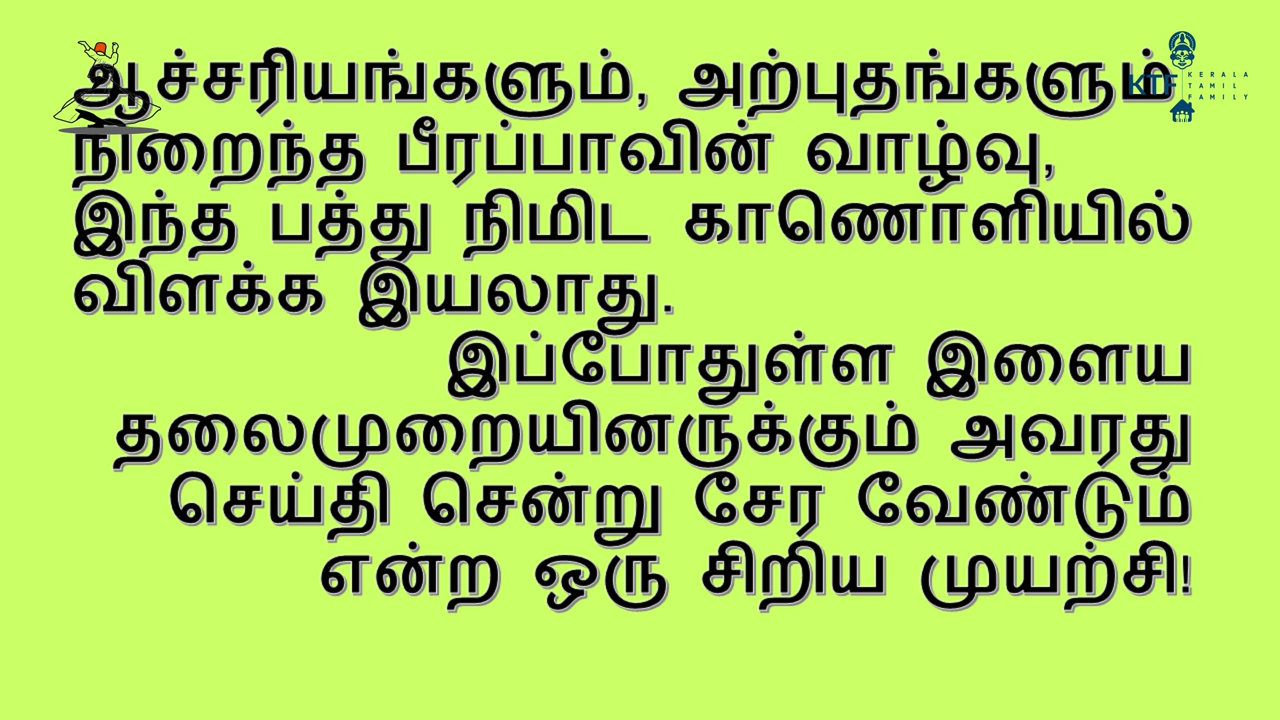 ஆச்சரியங்களும், அற்புதங்களும்
நிறைந்த பீரப்பாவின் வாழ்வு,
இந்த பத்து நிமிட காணொளியில்
விளக்க இயலாது.
இப்போதுள்ள இளைய
தலைமுறையினருக்கும் அவரது
செய்தி சென்று சேர வேண்டும்
என்ற ஒரு சிறிய முயற்சி!
KTF
KERALA
TAMIL
FAMILY